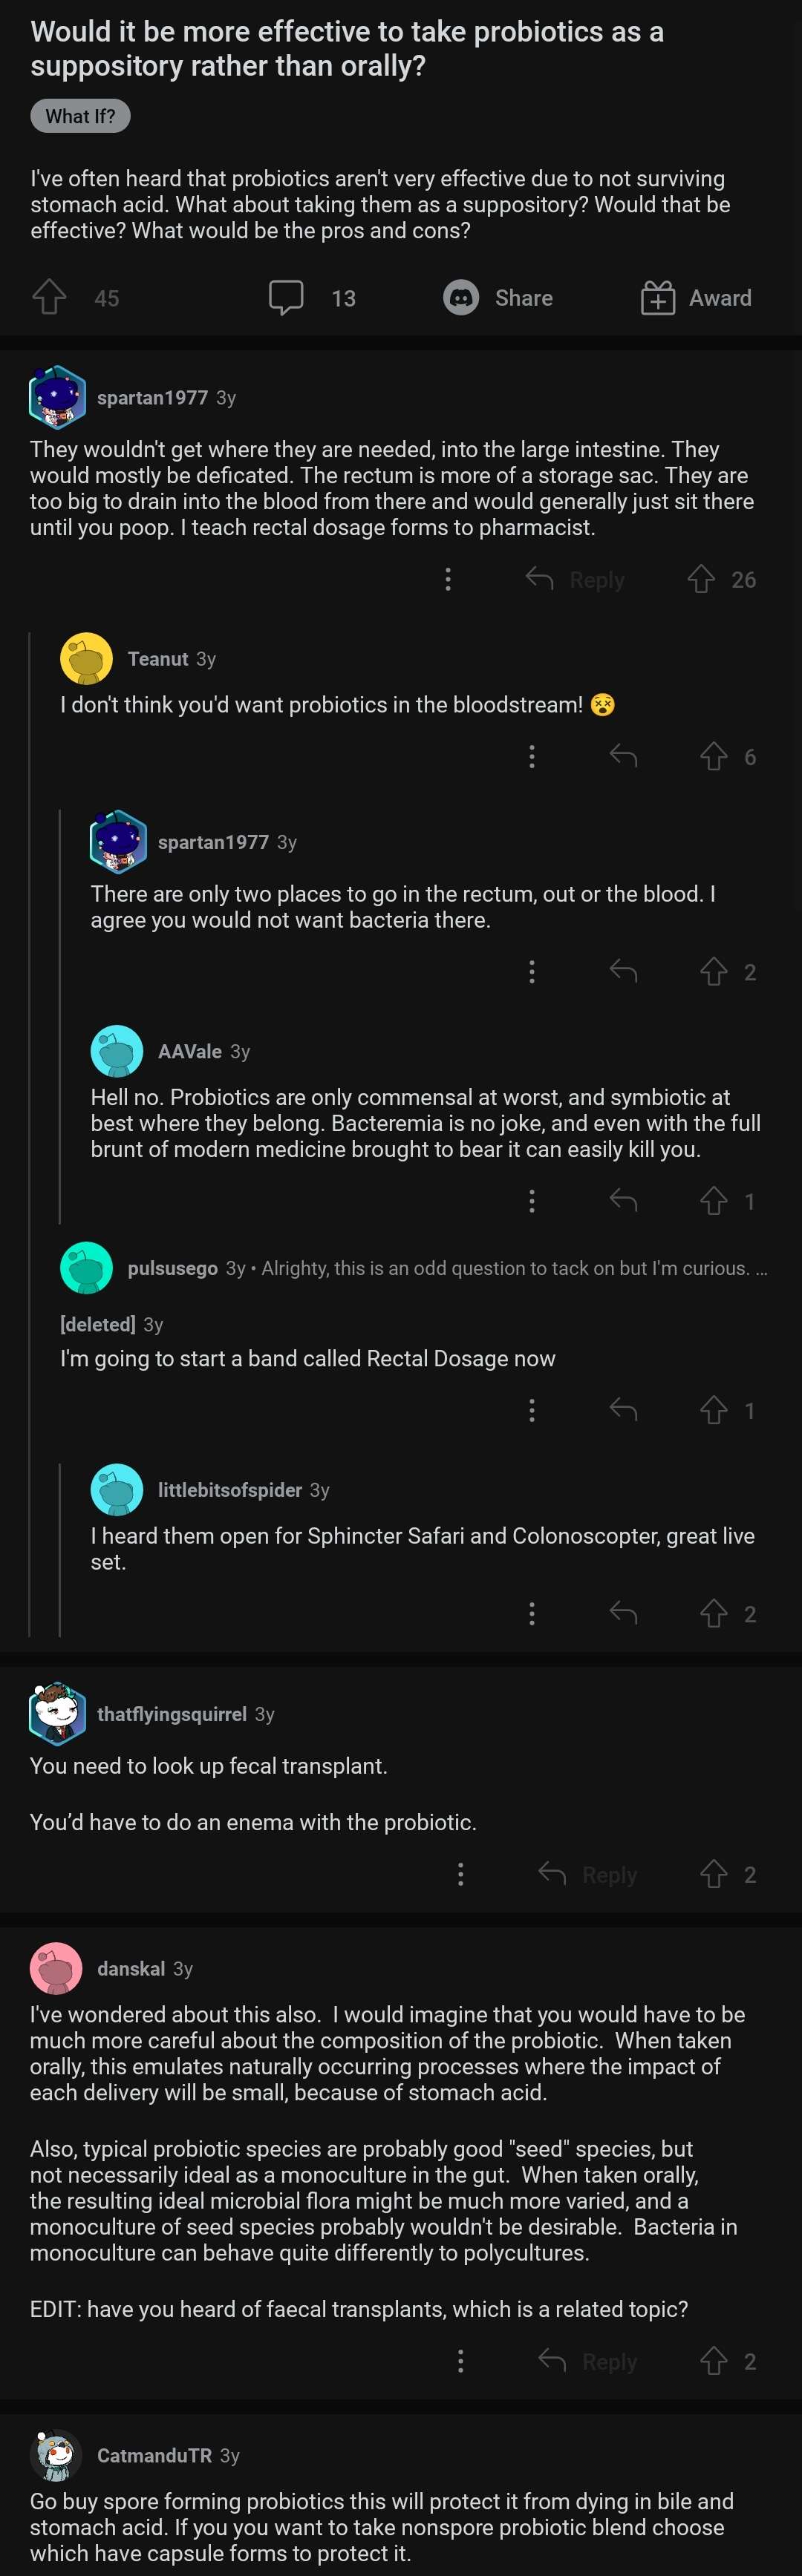 Would it be more effective to take probiotics as a
suppository rather than orally?
What If?
I've often heard that probiotics aren't very effective due to not surviving
stomach acid. What about taking them as a suppository? Would that be
effective? What would be the pros and cons?
45 13 Share Award
spartan1977 3y
They wouldn't get where they are needed, into the large intestine. They
would mostly be deficated. The rectum is more of a storage sac. They are
too big to drain into the blood from there and would generally just sit there
until you poop. I teach rectal dosage forms to pharmacist.
Reply 26
Teanut 3y
I don't think you'd want probiotics in the bloodstream! 😵
6
spartan1977 3y
There are only two places to go in the rectum, out or the blood. I
agree you would not want bacteria there.
2
AAVale 3y
Hell no. Probiotics are only commensal at worst, and symbiotic at
best where they belong. Bacteremia is no joke, and even with the full
brunt of modern medicine brought to bear it can easily kill you.
1
pulsusego 3y • Alrighty, this is an odd question to tack on but I'm curious. ...
[deleted] 3y
I'm going to start a band called Rectal Dosage now
1
littlebitsofspider 3y
I heard them open for Sphincter Safari and Colonoscopter, great live
set.
2
thatflyingsquirrel 3y
You need to look up fecal transplant.
You’d have to do an enema with the probiotic.
Reply 2
danskal 3y
I've wondered about this also.  I would imagine that you would have to be
much more careful about the composition of the probiotic.  When taken
orally, this emulates naturally occurring processes where the impact of
each delivery will be small, because of stomach acid.
Also, typical probiotic species are probably good "seed" species, but
not necessarily ideal as a monoculture in the gut.  When taken orally,
the resulting ideal microbial flora might be much more varied, and a
monoculture of seed species probably wouldn't be desirable.  Bacteria in
monoculture can behave quite differently to polycultures.
EDIT: have you heard of faecal transplants, which is a related topic?
Reply 2
CatmanduTR 3y
Go buy spore forming probiotics this will protect it from dying in bile and
stomach acid. If you you want to take nonspore probiotic blend choose
which have capsule forms to protect it.